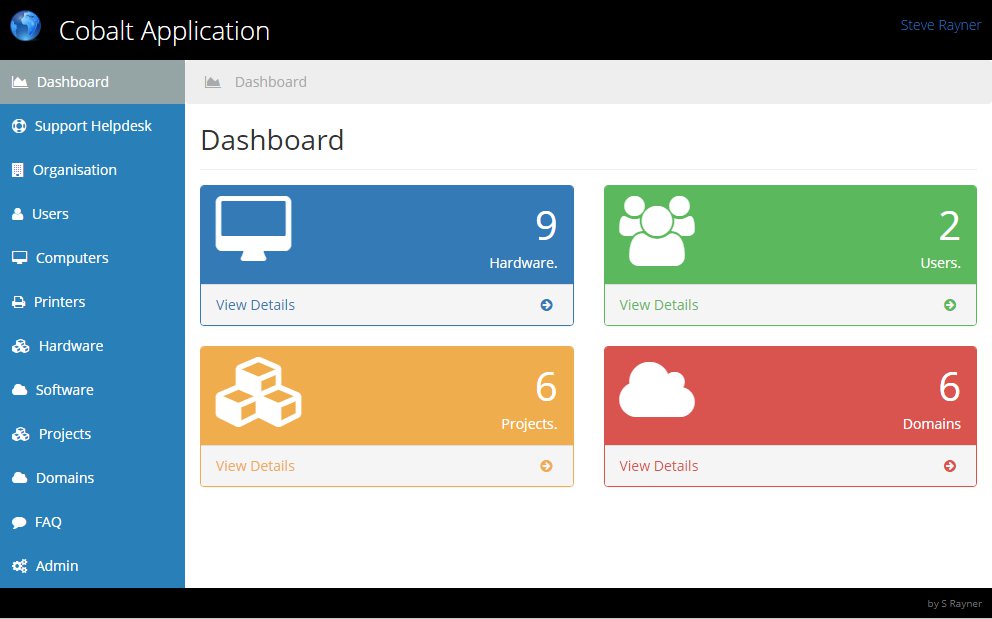 Cobalt Application
Steve Rayner
Dashboard
Support Helpdesk
Organisation
Users
Computers
Printers
Hardware
Software
Projects
Domains
FAQ
Admin
Dashboard
Dashboard
9
Hardware.
View Details
2
Users.
View Details
6
Projects.
View Details
6
Domains
View Details
by S Rayner